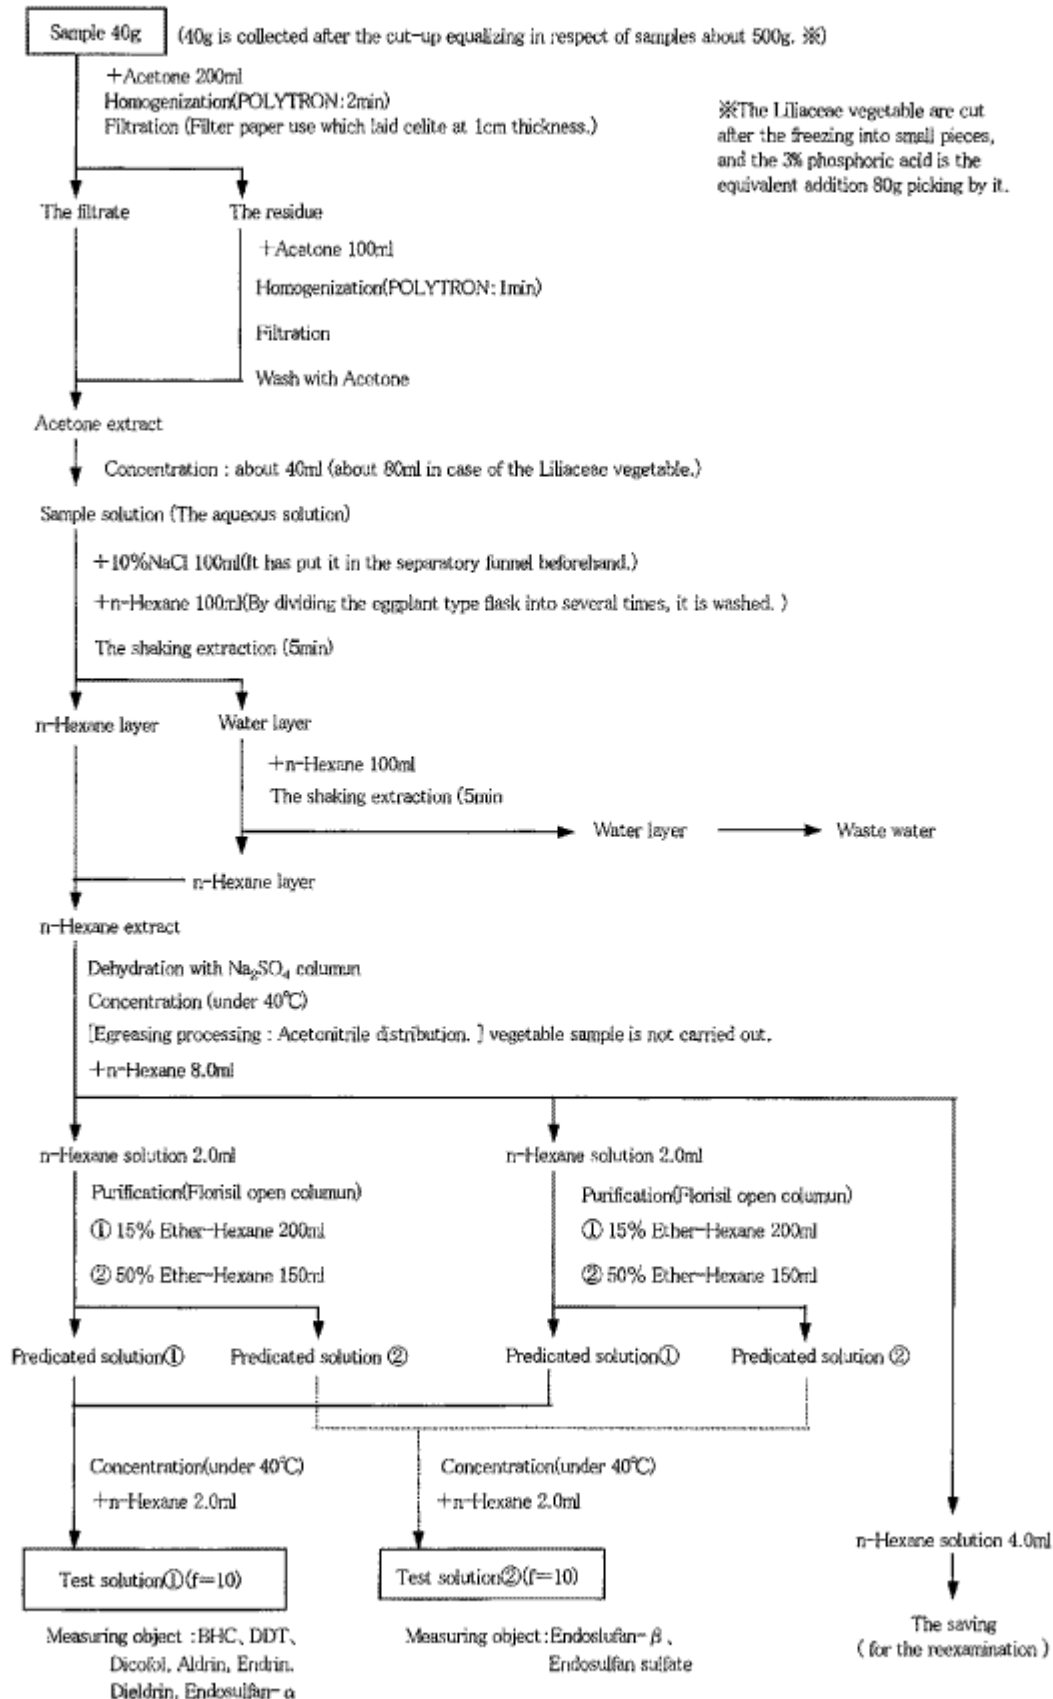 Sample 40g
(40g is collected after the cut-up equalizing in respect of samples about 500g. ※)
+Acetone 200ml
Homogenization(POLYTRON:2min)
Filtration (Filter paper use which laid celite at 1cm thickness.)
※The Liliaceae vegetable are cut
after the freezing into small pieces,
and the 3% phosphoric acid is the
equivalent addition 80g picking by it.
The filtrate
The residue
+Acetone 100ml
Homogenization(POLYTRON:1min)
Filtration
Wash with Acetone
Acetone extract
Concentration : about 40ml (about 80ml in case of the Liliaceae vegetable.)
Sample solution (The aqueous solution)
+10%NaCl 100ml(It has put it in the separatory funnel beforehand.)
+n-Hexane 100ml(By dividing the eggplant type flask into several times, it is washed. )
The shaking extraction (5min)
n-Hexane layer
Water layer
+n-Hexane 100ml
The shaking extraction (5min
Water layer
Waste water
n-Hexane layer
n-Hexane extract
Dehydration with Na₂SO₄ columun
Concentration (under 40℃)
[Egreasing processing : Acetonitrile distribution. ] vegetable sample is not carried out.
+n-Hexane 8.0ml
n-Hexane solution 2.0ml
n-Hexane solution 2.0ml
Purification(Florisil open columun)
Purification(Florisil open columun)
① 15% Ether-Hexane 200ml
① 15% Ether-Hexane 200ml
② 50% Ether-Hexane 150ml
② 50% Ether-Hexane 150ml
Predicated solution①
Predicated solution ②
Predicated solution①
Predicated solution ②
Concentration(under 40℃)
Concentration(under 40℃)
+n-Hexane 2.0ml
+n-Hexane 2.0ml
n-Hexane solution 4.0ml
Test solution①(f=10)
Test solution②(f=10)
The saving
( for the reexamination )
Measuring object :BHC、DDT、
Dicofol, Aldrin, Endrin.
Dieldrin, Endosulfan-α
Measuring object:Endoslufan-β、
Endosulfan sulfate